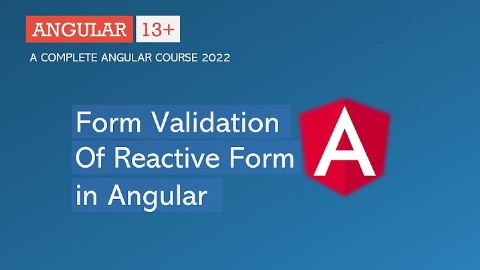 ANGULAR 13+
A COMPLETE ANGULAR COURSE 2022
Form Validation
Of Reactive Form
in Angular
A